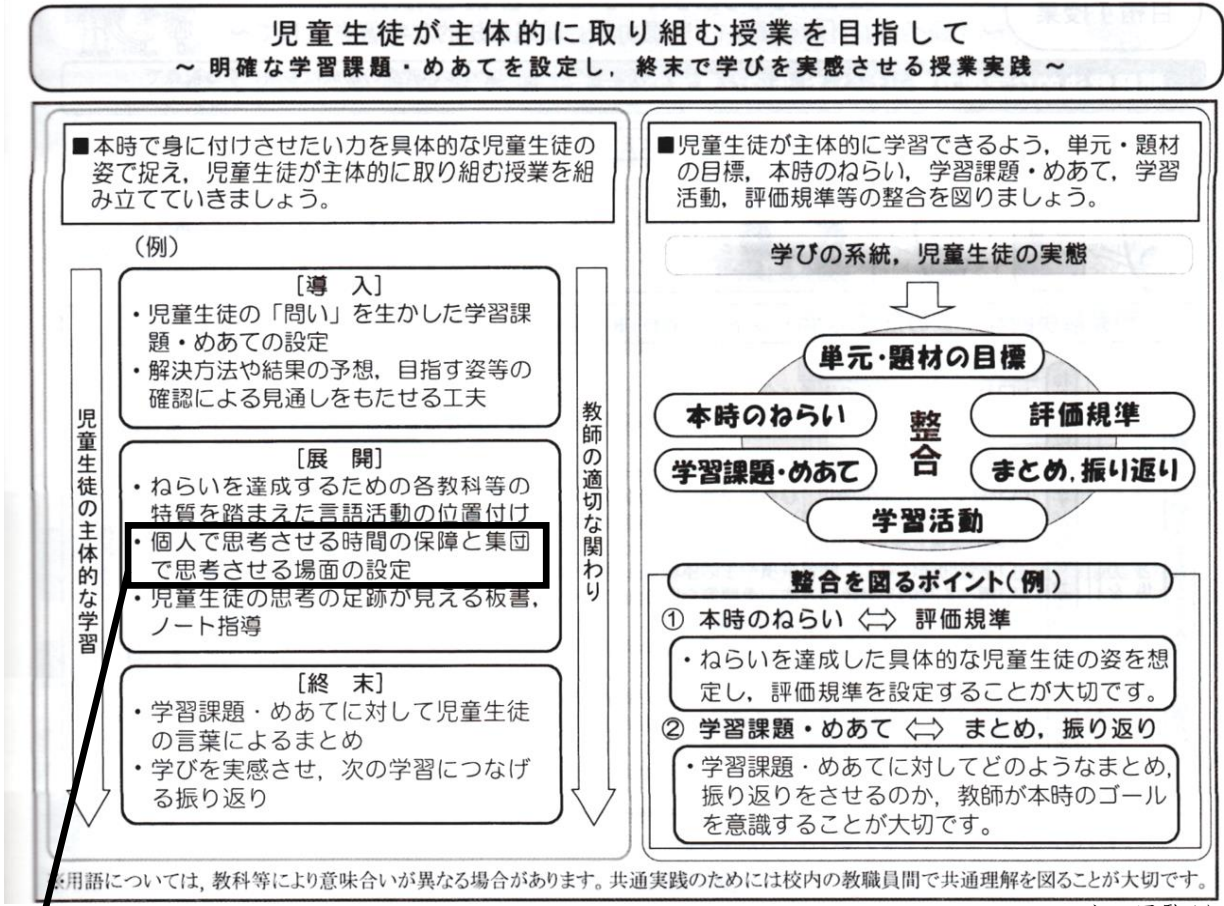 児童生徒が主体的に取り組む授業を目指して
～ 明確な学習課題・めあてを設定し，終末で学びを実感させる授業実践 ～
■本時で身に付けさせたい力を具体的な児童生徒の
姿で捉え，児童生徒が主体的に取り組む授業を組
み立てていきましょう。
（例）
児童生徒の主体的な学習
［導　入］
・児童生徒の「問い」を生かした学習課
題・めあての設定
・解決方法や結果の予想，目指す姿等の
確認による見通しをもたせる工夫
［展　開］
・ねらいを達成するための各教科等の
特質を踏まえた言語活動の位置付け
・個人で思考させる時間の保障と集団
で思考させる場面の設定
・児童生徒の思考の足跡が見える板書，
ノート指導
［終　末］
・学習課題・めあてに対して児童生徒
の言葉によるまとめ
・学びを実感させ，次の学習につなげ
る振り返り
教師の適切な関わり
■児童生徒が主体的に学習できるよう，単元・題材
の目標，本時のねらい，学習課題・めあて，学習
活動，評価規準等の整合を図りましょう。
学びの系統，児童生徒の実態
単元・題材の目標
本時のねらい
評価規準
整合
学習課題・めあて
まとめ，振り返り
学習活動
整合を図るポイント（例
① 本時のねらい ⇔ 評価規準
・ねらいを達成した具体的な児童生徒の姿を想
定し，評価規準を設定することが大切です。
② 学習課題・めあて ⇔ まとめ，振り返り
・学習課題・めあてに対してどのようなまとめ，
振り返りをさせるのか，教師が本時のゴール
を意識することが大切です。
※用語については，教科等により意味合いが異なる場合があります。共通実践のためには校内の教職員間で共通理解を図ることが大切です。